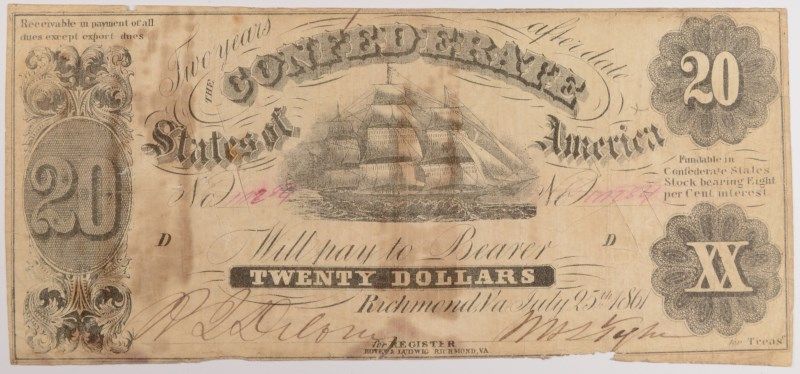 Receivable in payment of all
dues except export dues
Two years after date
THE CONFEDERATE
States of America
20
20
Fundable in
Confederate States
Stock bearing Eight
per Cent interest
No No
D Will pay to Bearer D
TWENTY DOLLARS
Richmond, Va July 25th 1861
XX
for REGISTER
for Treasr
HOYER & LUDWIG RICHMOND, VA